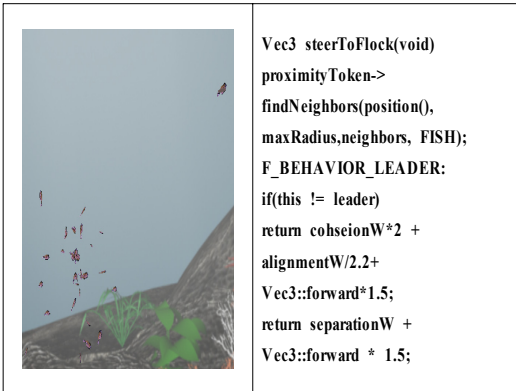 Vec3 steerToFlock(void)
proximityToken->
findNeighbors(position(),
maxRadius,neighbors, FISH);
F_BEHAVIOR_LEADER:
if(this != leader)
return cohseionW*2 +
alignmentW/2.2+
Vec3::forward*1.5;
return separationW +
Vec3::forward * 1.5;